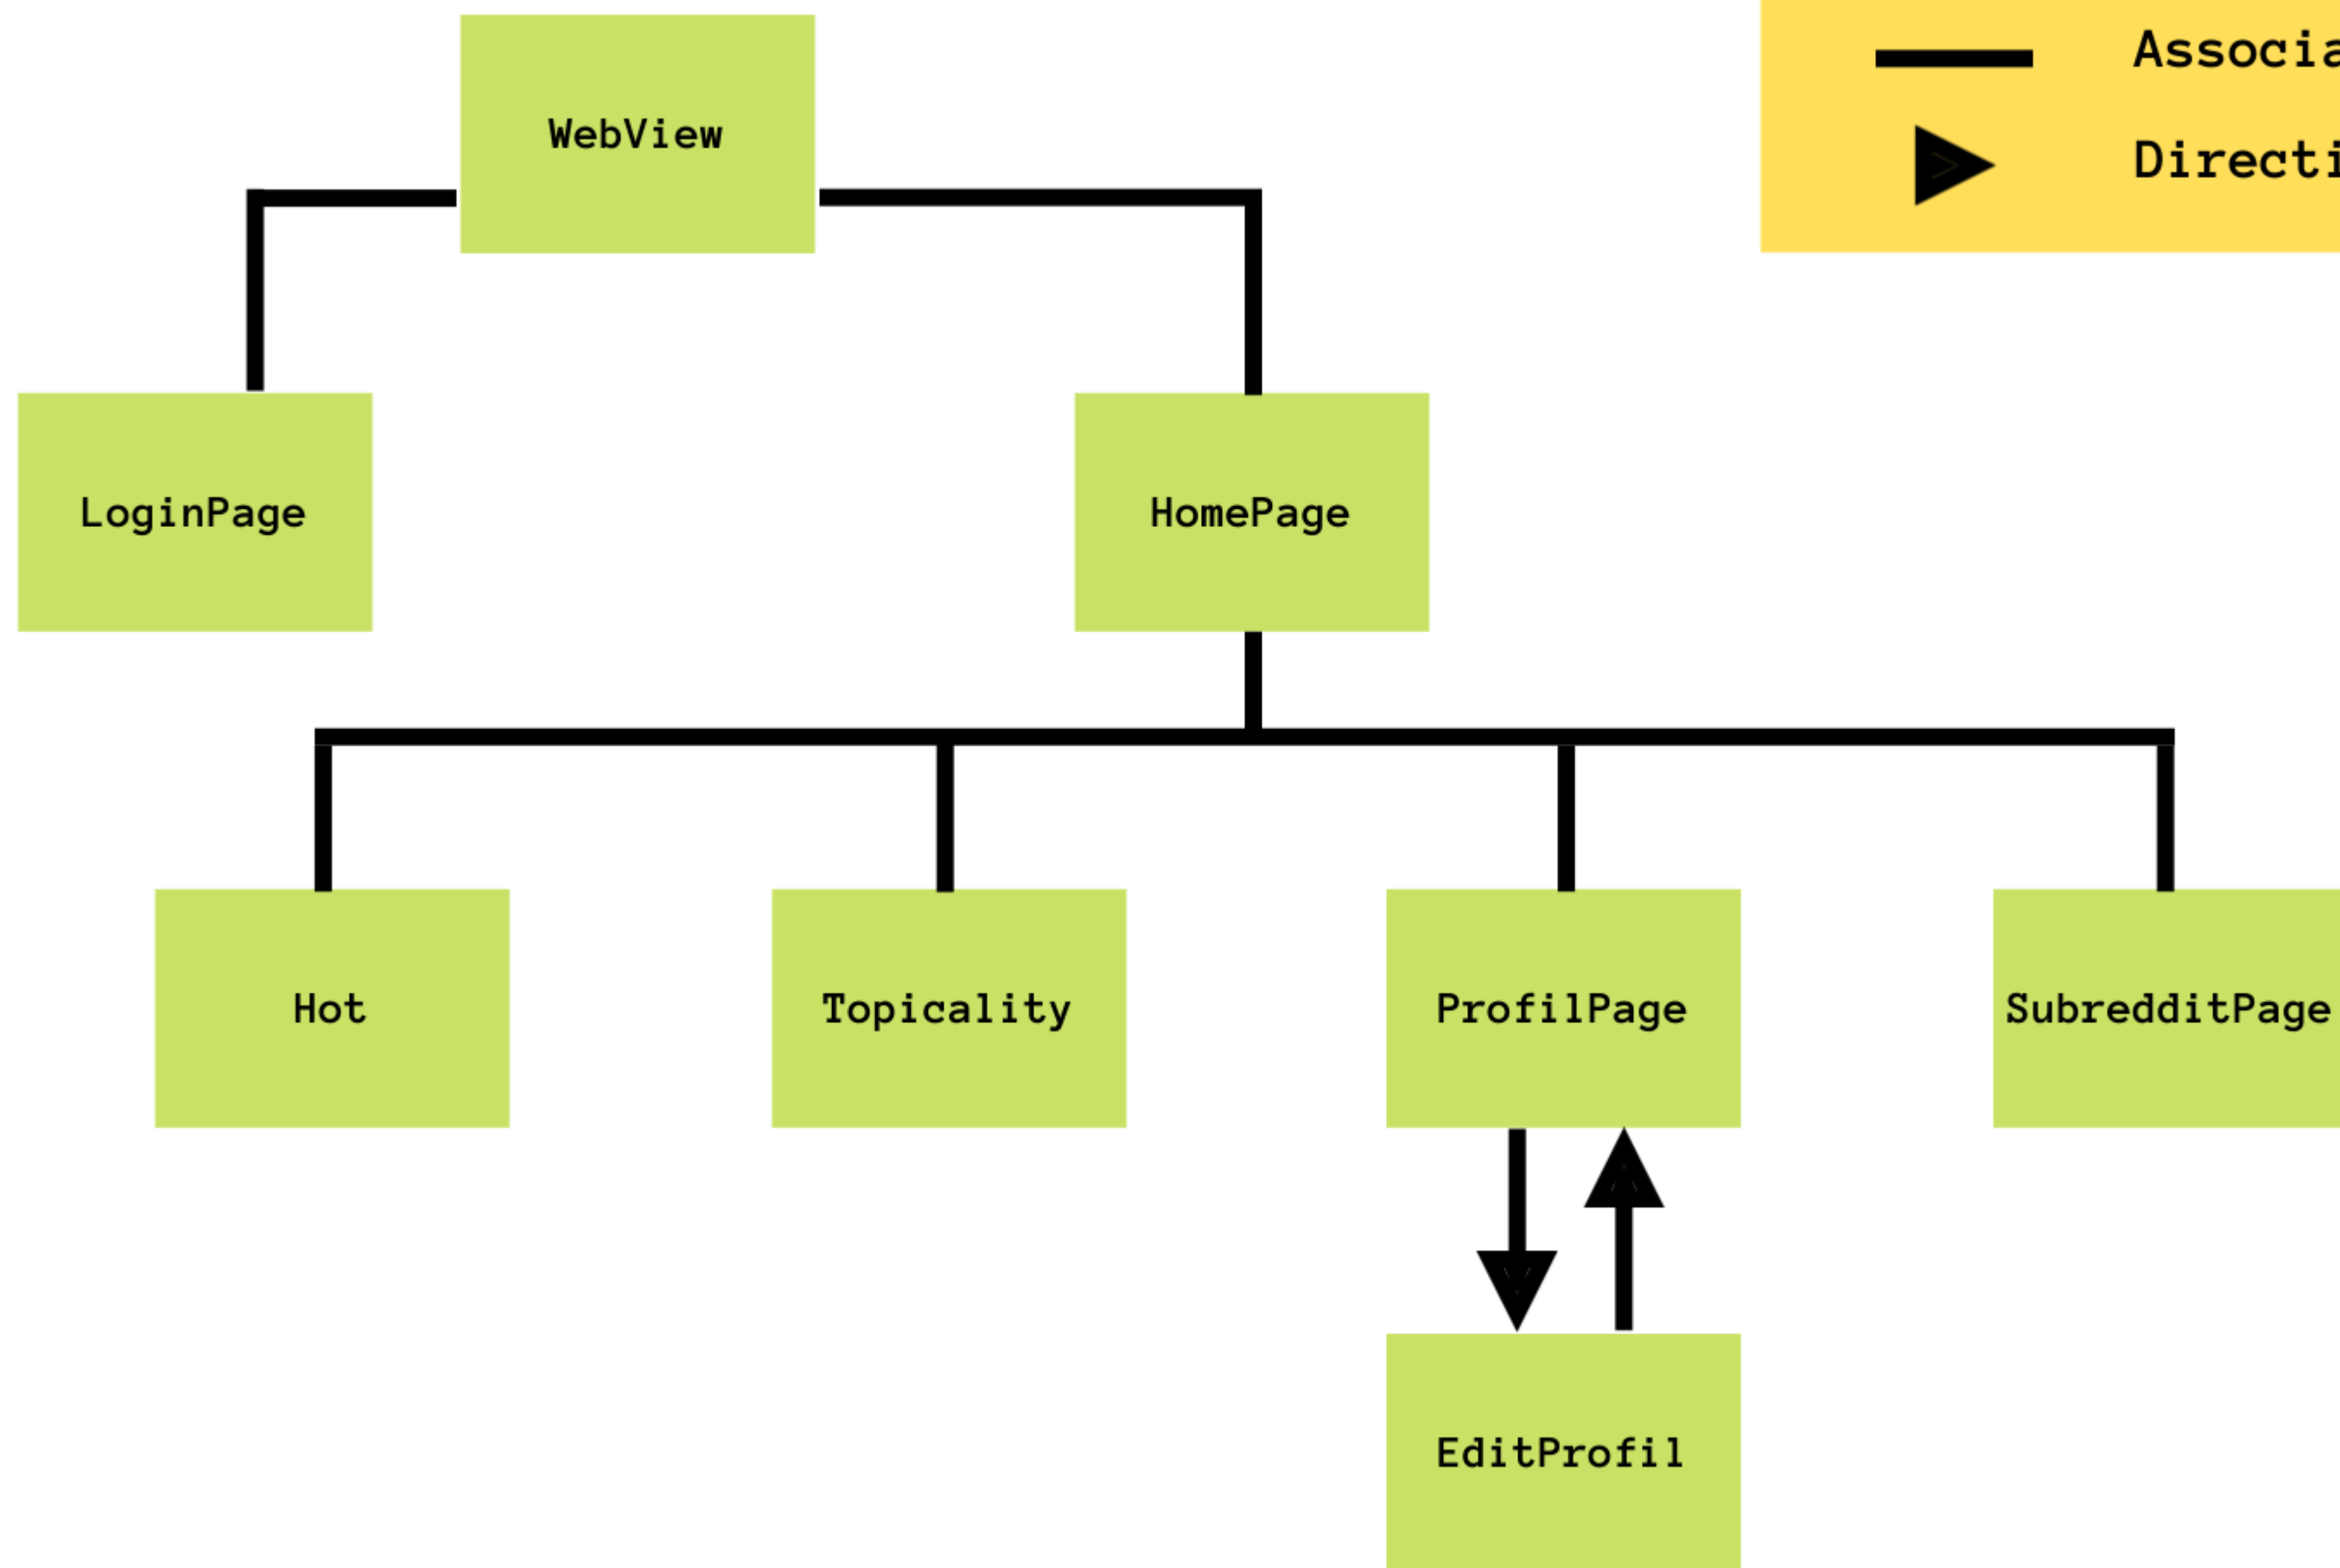 WebView
Associa
Directi
LoginPage
HomePage
Hot
Topicality
ProfilPage
SubredditPage
EditProfil